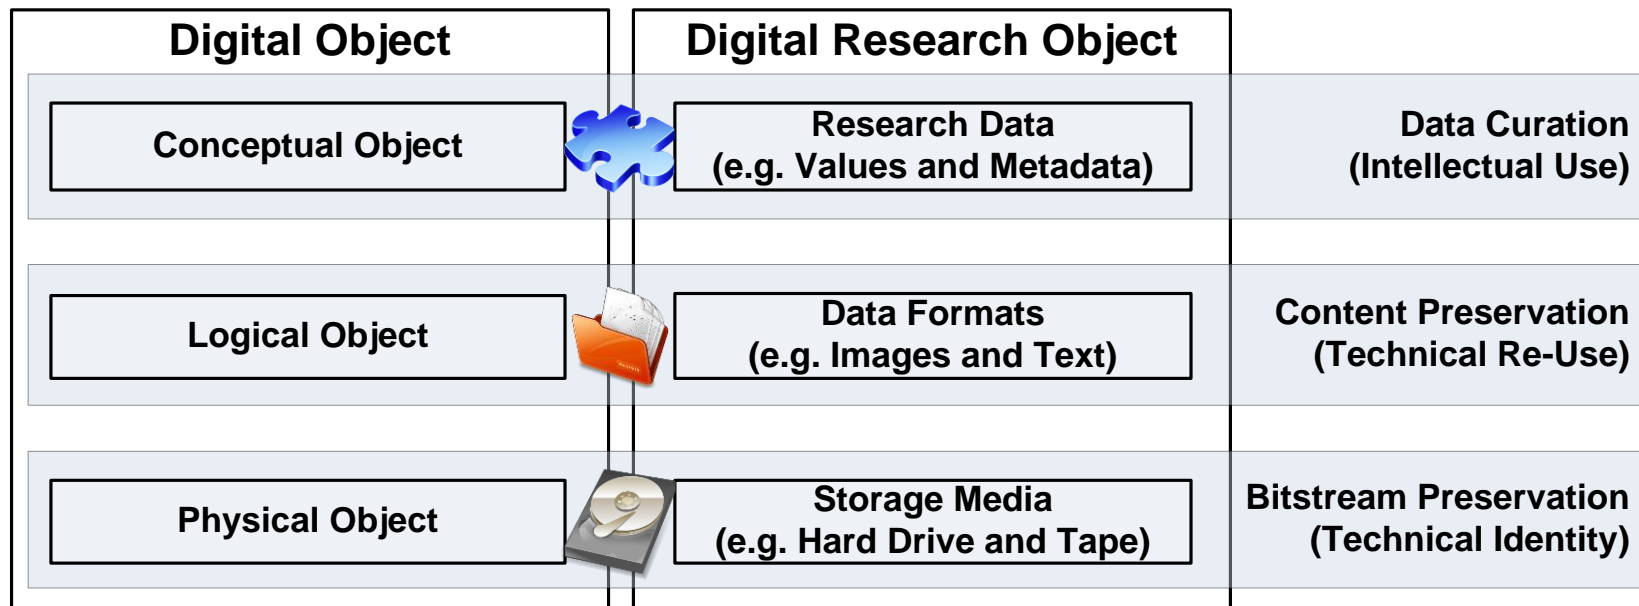 Digital Object
Digital Research Object
Conceptual Object
Research Data
(e.g. Values and Metadata)
Data Curation
(Intellectual Use)
Logical Object
Data Formats
(e.g. Images and Text)
Content Preservation
(Technical Re-Use)
Physical Object
Storage Media
(e.g. Hard Drive and Tape)
Bitstream Preservation
(Technical Identity)